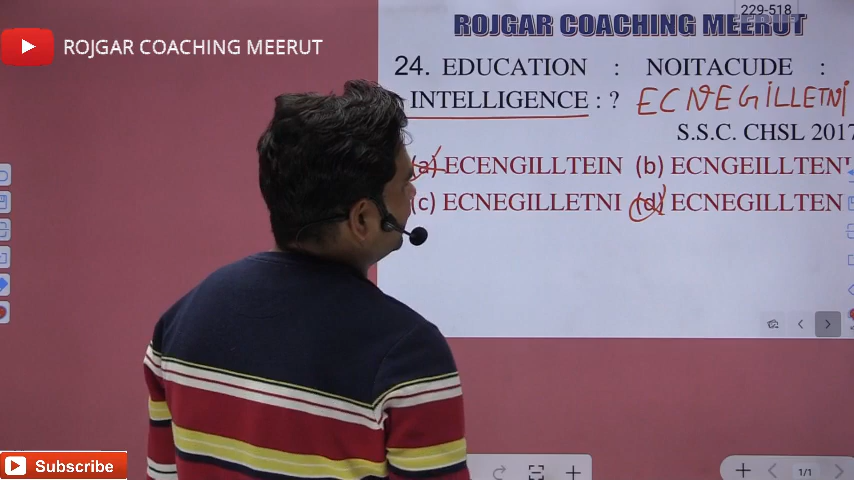 229-518
ROJGAR COACHING MEERUT
ROJGAR COACHING MEERUT
24. EDUCATION : NOITACUDE :
INTELLIGENCE : ? ECNEGILLETNI
S.S.C. CHSL 2017
(a) ECENGILLTEIN (b) ECNGEILLTENI
(c) ECNEGILLETNI (d) ECNEGILLTEN
1/1
Subscribe